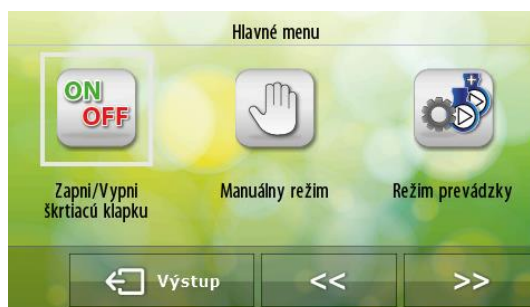 Hlavné menu
ON
OFF
Zapni/Vypni
škrtiacú klapku
Manuálny režim
Režim prevádzky
Výstup
<<
>>